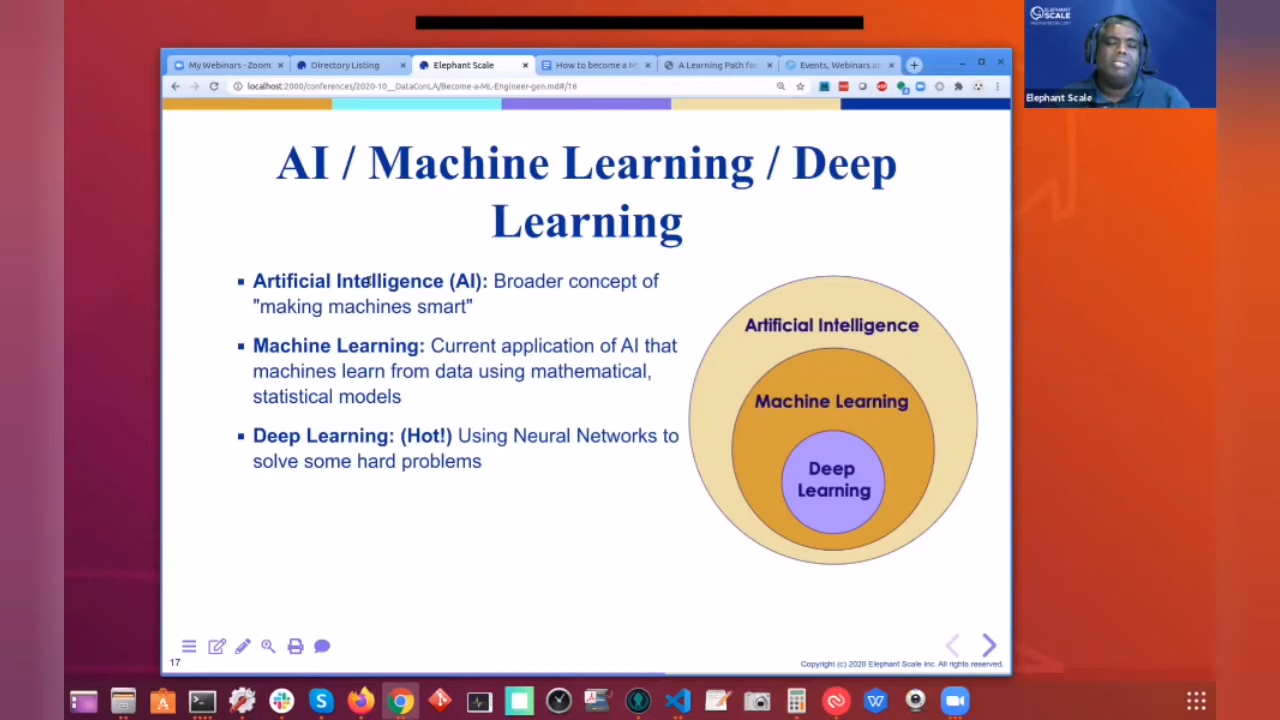 ELEPHANT
SCALE
Elephant Scale
My Webinars - Zoom
Directory Listing
Elephant Scale
How to become a M
A Learning Path fo
Events, Webinars an
localhost:2000/conferences/2020-10__DataConLA/Become-a-ML-Engineer-gen.md#/16
AI / Machine Learning / Deep
Learning
▪ Artificial Intelligence (AI): Broader concept of
"making machines smart"
▪ Machine Learning: Current application of AI that
machines learn from data using mathematical,
statistical models
▪ Deep Learning: (Hot!) Using Neural Networks to
solve some hard problems
Artificial Intelligence
Machine Learning
Deep
Learning
17
Copyright (c) 2020 Elephant Scale Inc. All rights reserved.